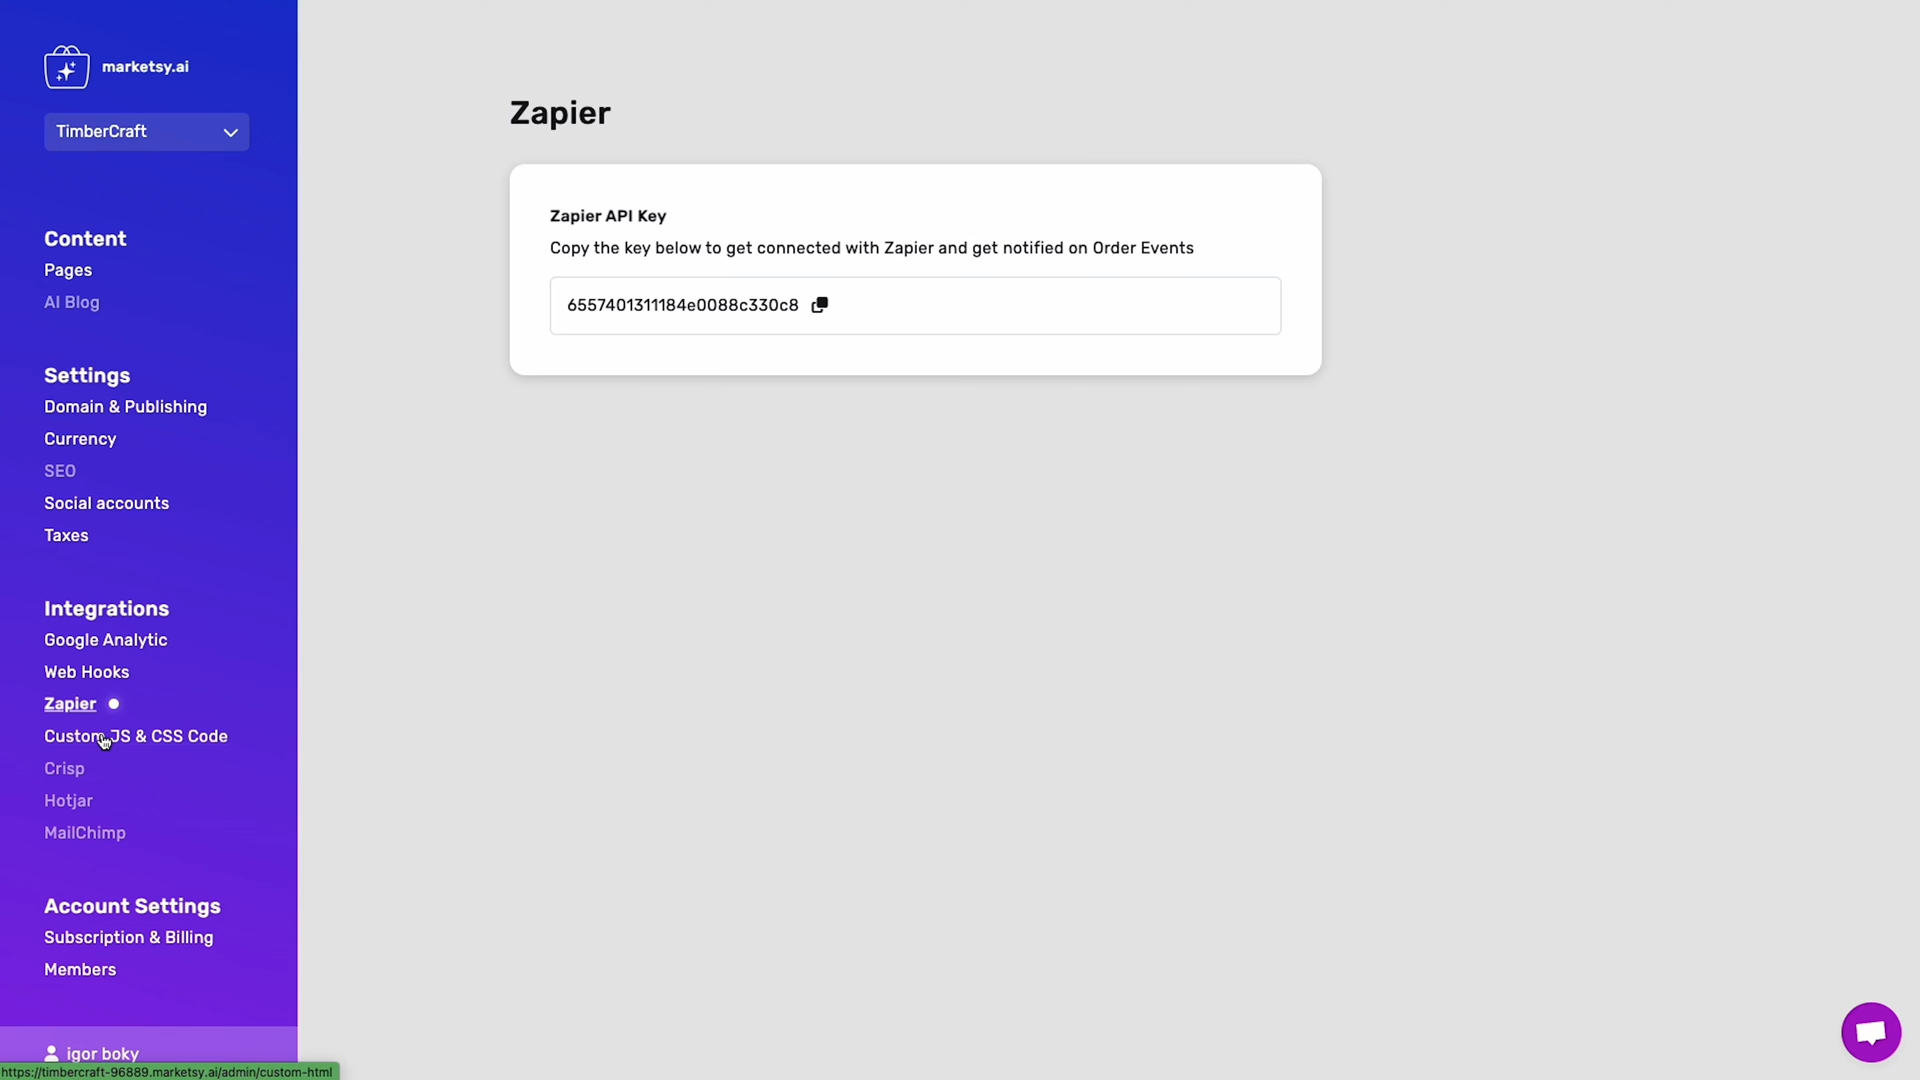 marketsy.ai
TimberCraft
Content
Pages
AI Blog
Settings
Domain & Publishing
Currency
SEO
Social accounts
Taxes
Integrations
Google Analytic
Web Hooks
Zapier
Custom JS & CSS Code
Crisp
Hotjar
MailChimp
Account Settings
Subscription & Billing
Members
igor boky
https://timbercraft-96889.marketsy.ai/admin/custom-html
Zapier
Zapier API Key
Copy the key below to get connected with Zapier and get notified on Order Events
6557401311184e0088c330c8